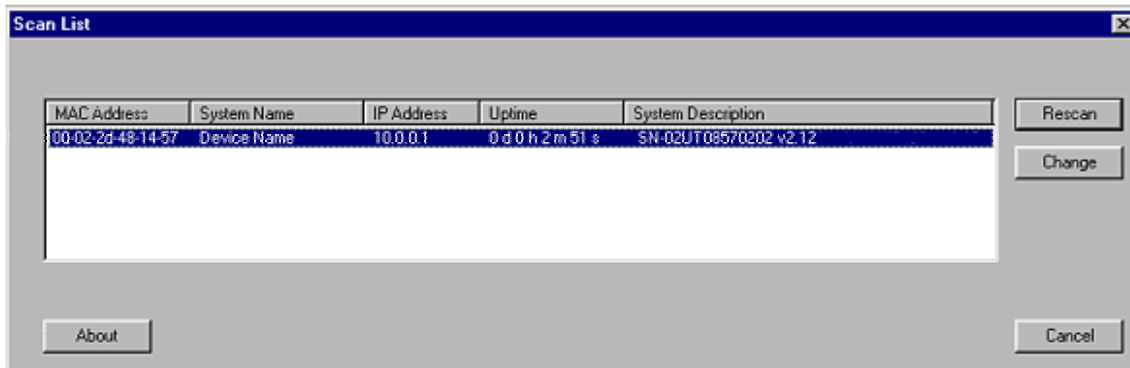 Scan List
MAC Address System Name IP Address Uptime System Description
00-02-2d-48-14-57 Device Name 10.0.0.1 0 d 0 h 2 m 51 s SN-02UT08570202 v2.12
Rescan
Change
About
Cancel